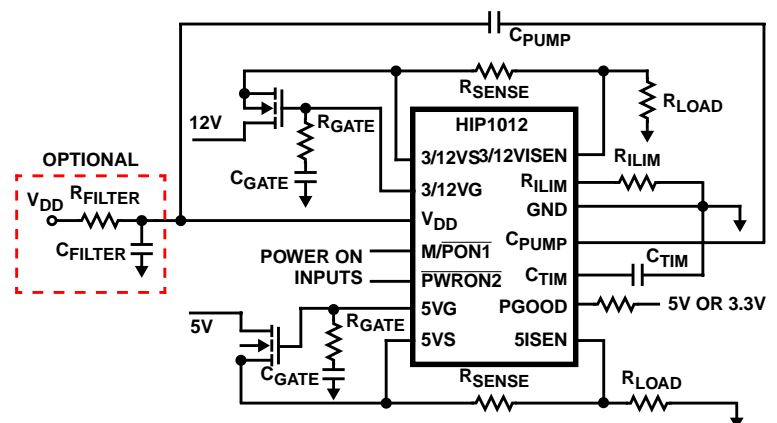 CPUMP
RSENSE
RLOAD
12V
RGATE
CGATE
HIP1012
3/12VS 3/12VISEN
3/12VG RILIM
RILIM
GND
VDD
CPUMP
M/PON1
CTIM
PWRON2
CTIM
5VG PGOOD
5VS 5ISEN
OPTIONAL
VDD RFILTER
CFILTER
POWER ON
INPUTS
5V OR 3.3V
5V
RGATE
CGATE
RSENSE
RLOAD